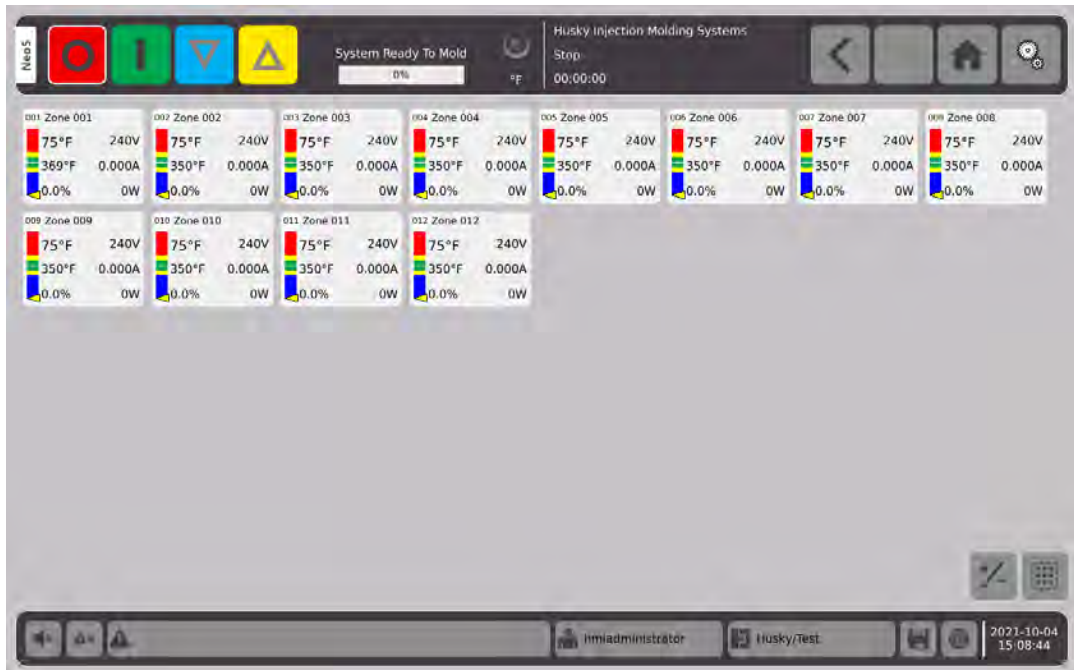 Neo5
System Ready To Mold
0%
°F
Husky Injection Molding Systems
Stop
00:00:00
001 Zone 001
75°F 240V
369°F 0.000A
0.0% 0W
002 Zone 002
75°F 240V
350°F 0.000A
0.0% 0W
003 Zone 003
75°F 240V
350°F 0.000A
0.0% 0W
004 Zone 004
75°F 240V
350°F 0.000A
0.0% 0W
005 Zone 005
75°F 240V
350°F 0.000A
0.0% 0W
006 Zone 006
75°F 240V
350°F 0.000A
0.0% 0W
007 Zone 007
75°F 240V
350°F 0.000A
0.0% 0W
008 Zone 008
75°F 240V
350°F 0.000A
0.0% 0W
009 Zone 009
75°F 240V
350°F 0.000A
0.0% 0W
010 Zone 010
75°F 240V
350°F 0.000A
0.0% 0W
011 Zone 011
75°F 240V
350°F 0.000A
0.0% 0W
012 Zone 012
75°F 240V
350°F 0.000A
0.0% 0W
hmiadministrator
Husky/Test
2021-10-04
15:08:44